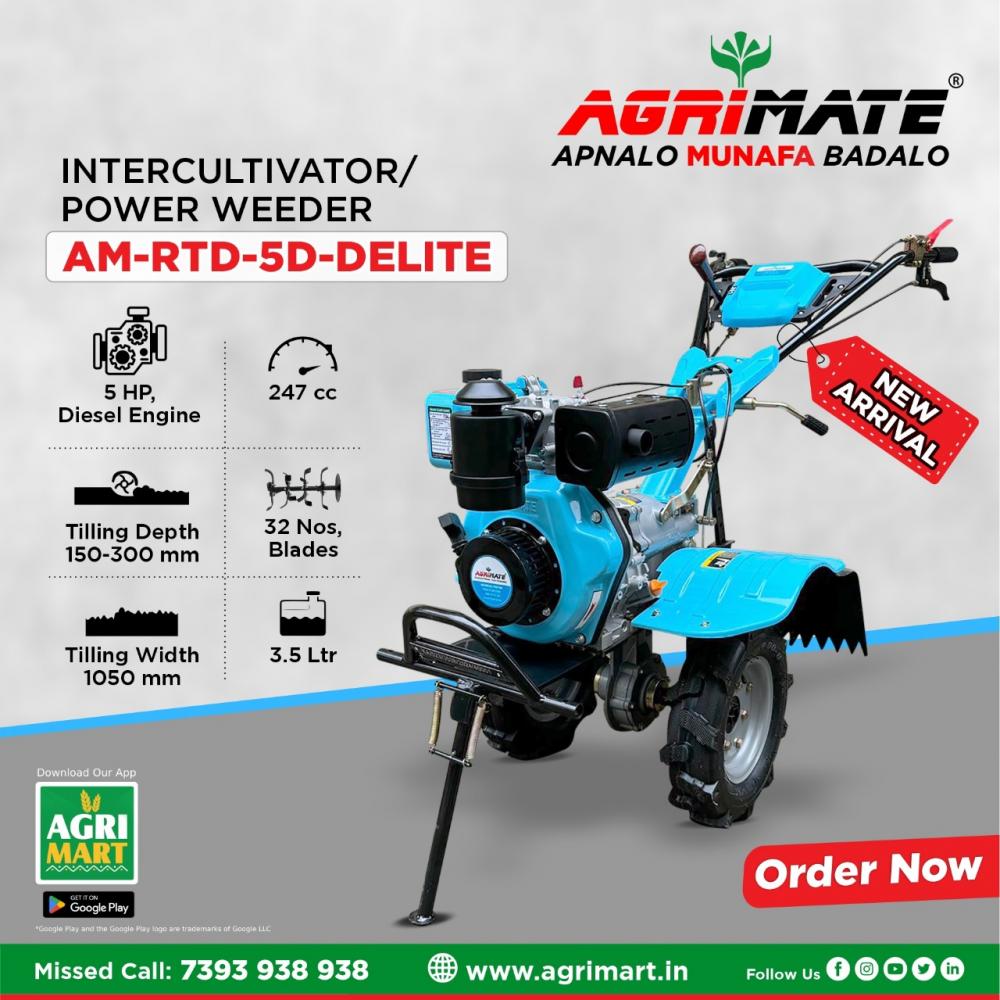 AGRIMATE®
APNALO MUNAFA BADALO
INTERCULTIVATOR/
POWER WEEDER
AM-RTD-5D-DELITE
5 HP,
Diesel Engine
247 cc
Tilling Depth
150-300 mm
32 Nos,
Blades
Tilling Width
1050 mm
3.5 Ltr
NEW
ARRIVAL
AGRIMATE
Download Our App
AGRI
MART
GET IT ON
Google Play
*Google Play and the Google Play logo are trademarks of Google LLC
Order Now
Missed Call: 7393 938 938
www.agrimart.in
Follow Us